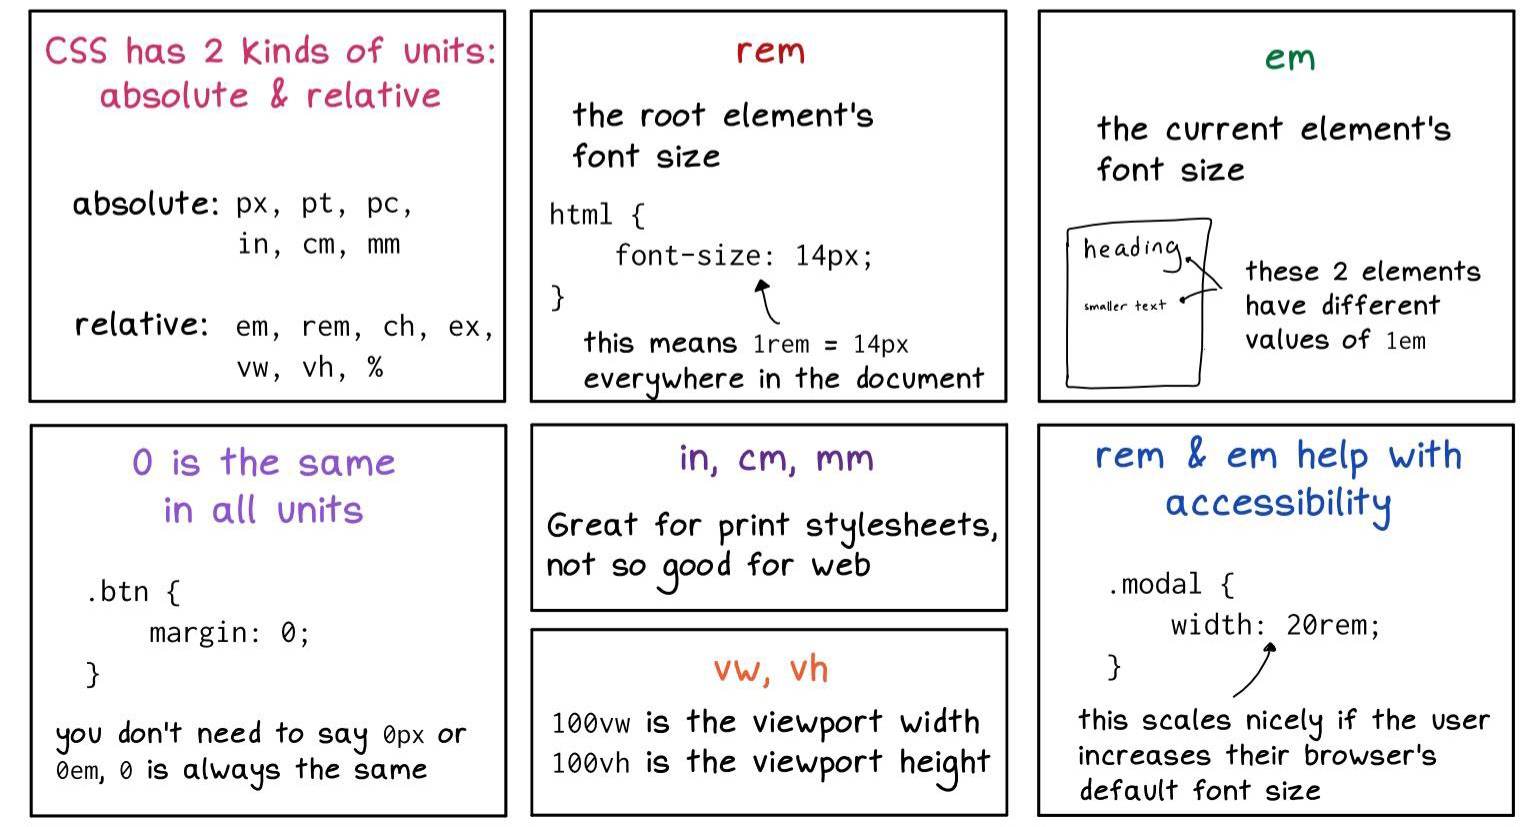 CSS has 2 kinds of units:
absolute & relative
absolute: px, pt, pc,
in, cm, mm
relative: em, rem, ch, ex,
vw, vh, %
rem
the root element's
font size
html {
font-size: 14px;
}
this means 1rem = 14px
everywhere in the document
em
the current element's
font size
heading
smaller text
these 2 elements
have different
values of 1em
0 is the same
in all units
.btn {
margin: 0;
}
you don't need to say 0px or
0em, 0 is always the same
in, cm, mm
Great for print stylesheets,
not so good for web
vw, vh
100vw is the viewport width
100vh is the viewport height
rem & em help with
accessibility
.modal {
width: 20rem;
}
this scales nicely if the user
increases their browser's
default font size